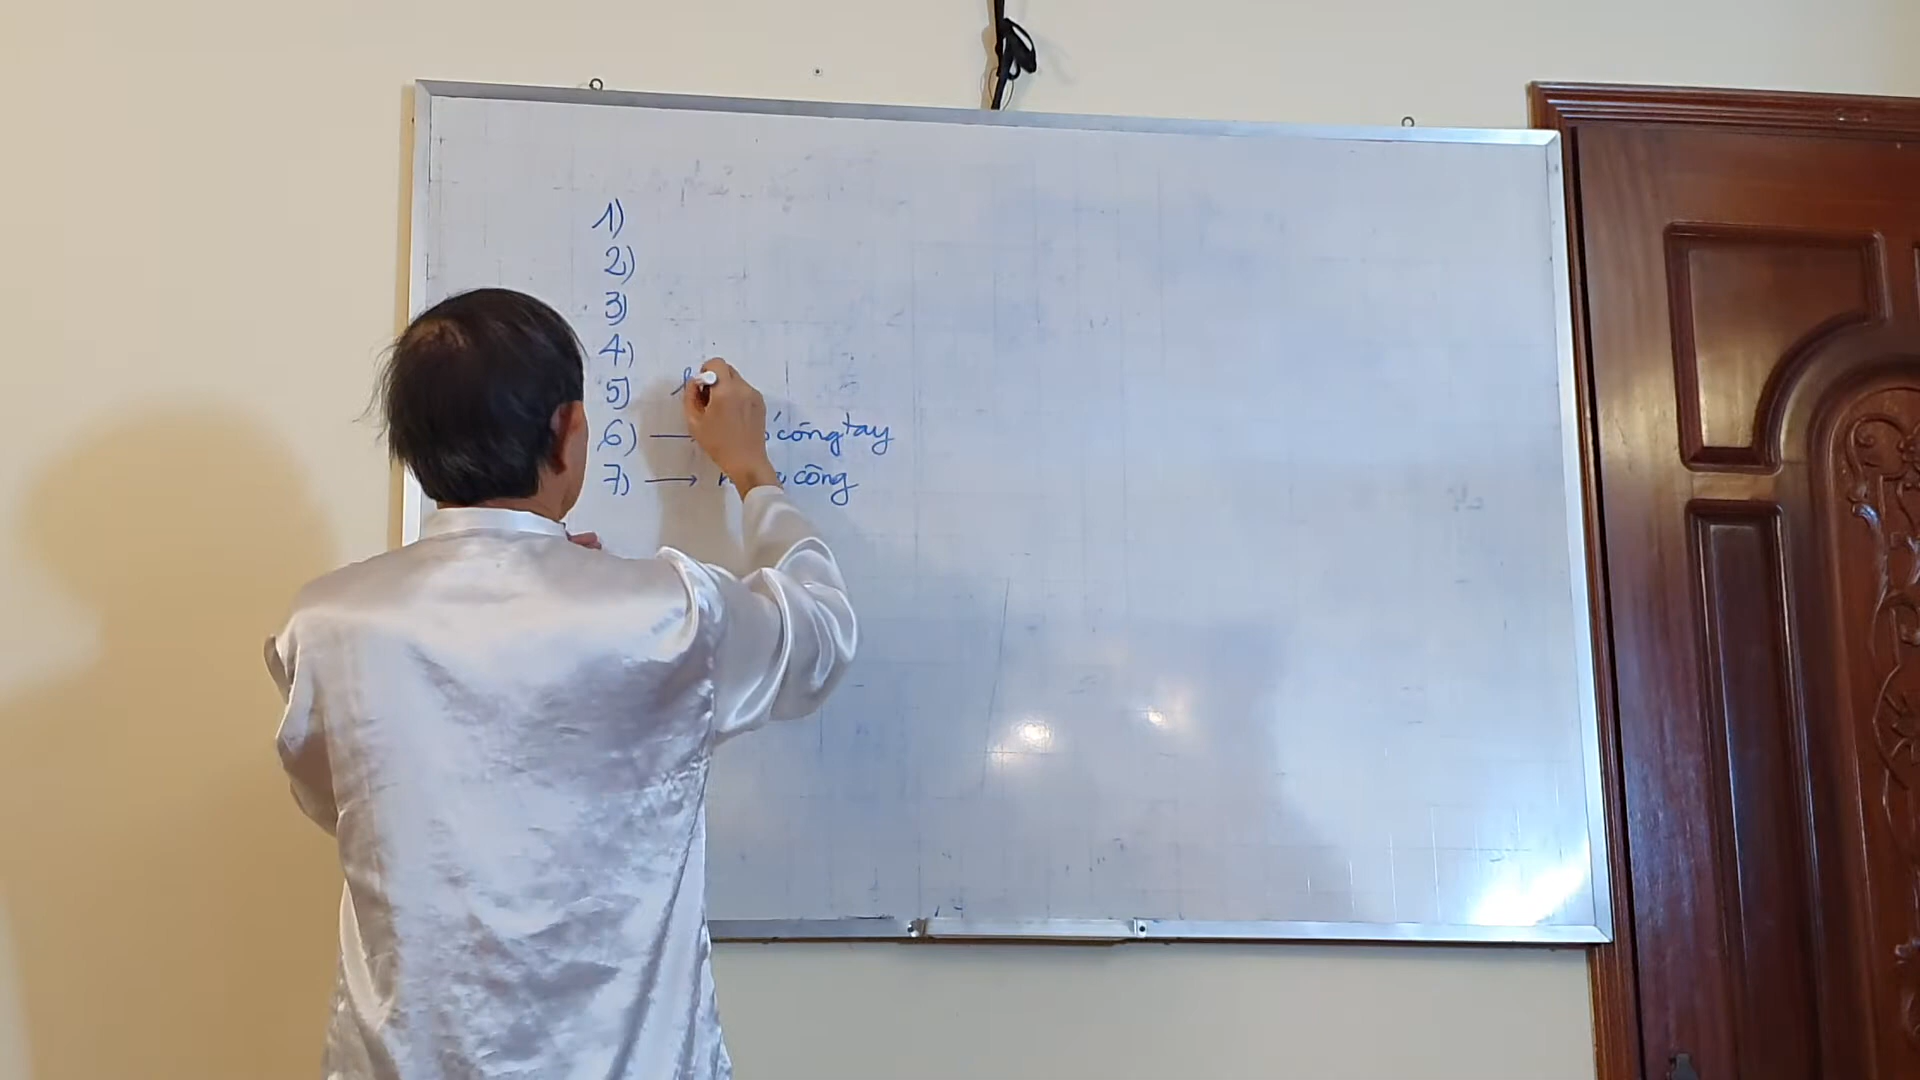 1)
2)
3)
4)
5)
6) → công tay
7) → công